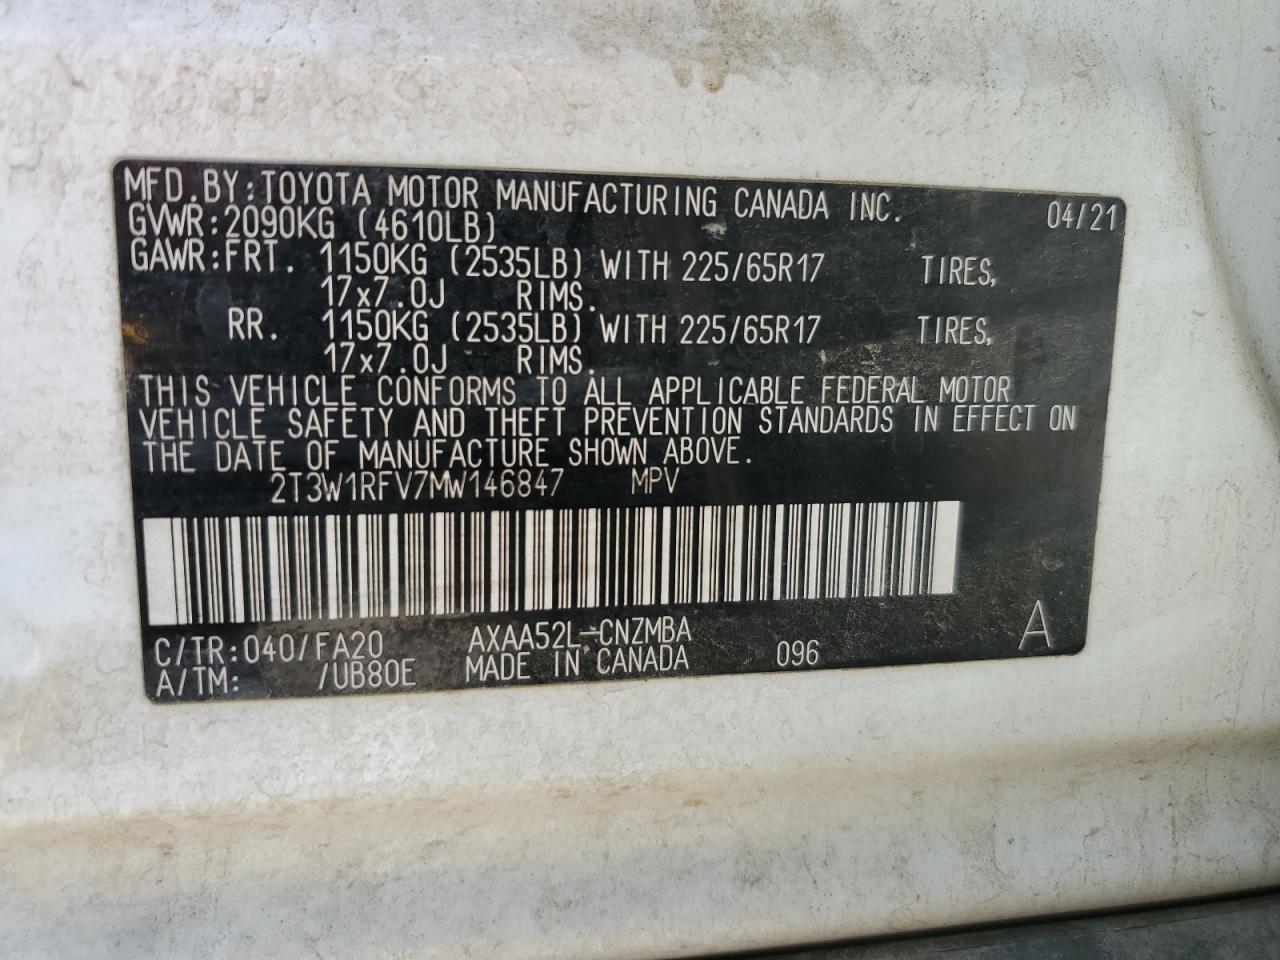 MFD.BY:TOYOTA MOTOR MANUFACTURING CANADA INC. 04/21
GVWR:2090KG (4610LB)
GAWR:FRT. 1150KG (2535LB) WITH 225/65R17 TIRES,
17x7.0J RIMS.
RR. 1150KG (2535LB) WITH 225/65R17 TIRES,
17x7.0J RIMS.
THIS VEHICLE CONFORMS TO ALL APPLICABLE FEDERAL MOTOR
VEHICLE SAFETY AND THEFT PREVENTION STANDARDS IN EFFECT ON
THE DATE OF MANUFACTURE SHOWN ABOVE.
2T3W1RFV7MW146847 MPV
C/TR:040/FA20 AXAA52L-CNZMBA A
A/TM: /UB80E MADE IN CANADA 096